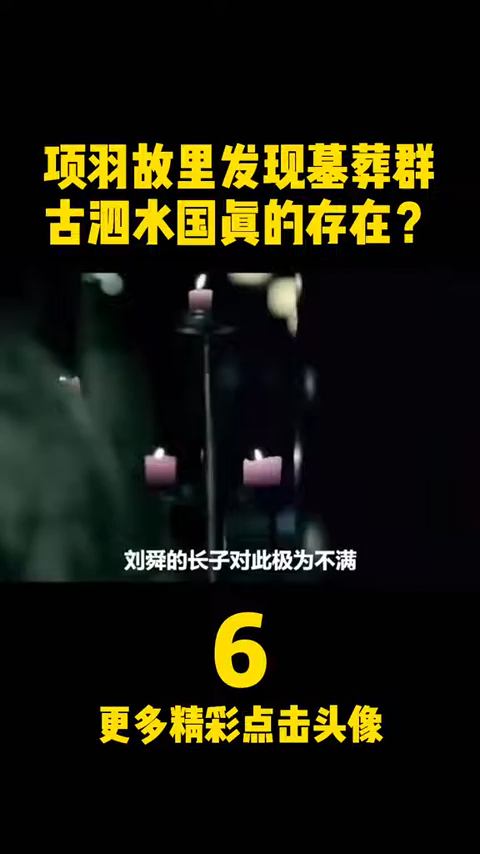 项羽故里发现墓葬群
古泗水国真的存在？
刘舜的长子对此极为不满
6
更多精彩点击头像